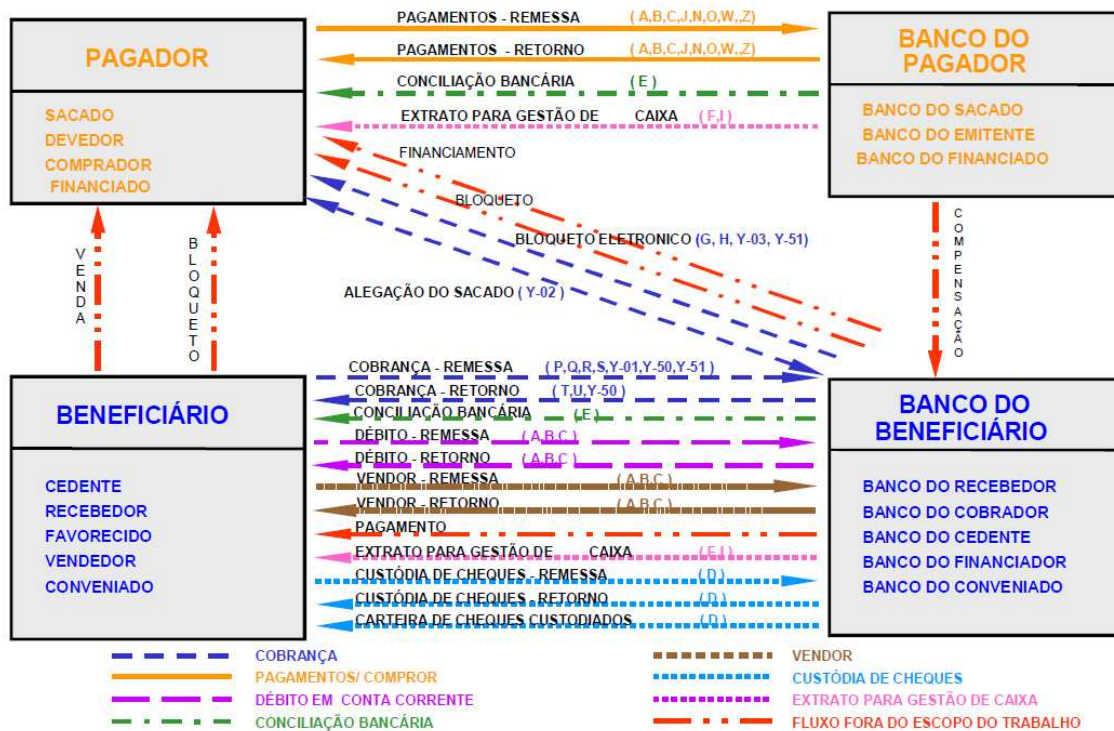 PAGADOR
SACADO
DEVEDOR
COMPRADOR
FINANCIADO
PAGAMENTOS - REMESSA ( A,B,C,J,N,O,W,,Z)
PAGAMENTOS - RETORNO ( A,B,C,J,N,O,W,,Z)
CONCILIAÇÃO BANCÁRIA ( E )
EXTRATO PARA GESTÃO DE CAIXA ( F,I )
FINANCIAMENTO
BLOQUETO
BLOQUETO ELETRONICO (G, H, Y-03, Y-51)
ALEGAÇÃO DO SACADO ( Y-02 )
BANCO DO
PAGADOR
BANCO DO SACADO
BANCO DO EMITENTE
BANCO DO FINANCIADO
VENDA
BLOQUETO
COMPENSAÇÃO
BENEFICIÁRIO
CEDENTE
RECEBEDOR
FAVORECIDO
VENDEDOR
CONVENIADO
COBRANÇA - REMESSA ( P,Q,R,S,Y-01,Y-50,Y-51)
COBRANÇA - RETORNO ( T,U,Y-50 )
CONCILIAÇÃO BANCÁRIA ( E )
DÉBITO - REMESSA ( A,B,C )
DÉBITO - RETORNO ( A,B,C )
VENDOR - REMESSA ( A,B,C )
VENDOR - RETORNO ( A,B,C )
PAGAMENTO
EXTRATO PARA GESTÃO DE CAIXA ( F,I )
CUSTÓDIA DE CHEQUES - REMESSA ( D )
CUSTÓDIA DE CHEQUES - RETORNO ( D )
CARTEIRA DE CHEQUES CUSTODIADOS ( D )
BANCO DO
BENEFICIÁRIO
BANCO DO RECEBEDOR
BANCO DO COBRADOR
BANCO DO CEDENTE
BANCO DO FINANCIADOR
BANCO DO CONVENIADO
COBRANÇA
PAGAMENTOS/ COMPROR
DÉBITO EM CONTA CORRENTE
CONCILIAÇÃO BANCÁRIA
VENDOR
CUSTÓDIA DE CHEQUES
EXTRATO PARA GESTÃO DE CAIXA
FLUXO FORA DO ESCOPO DO TRABALHO